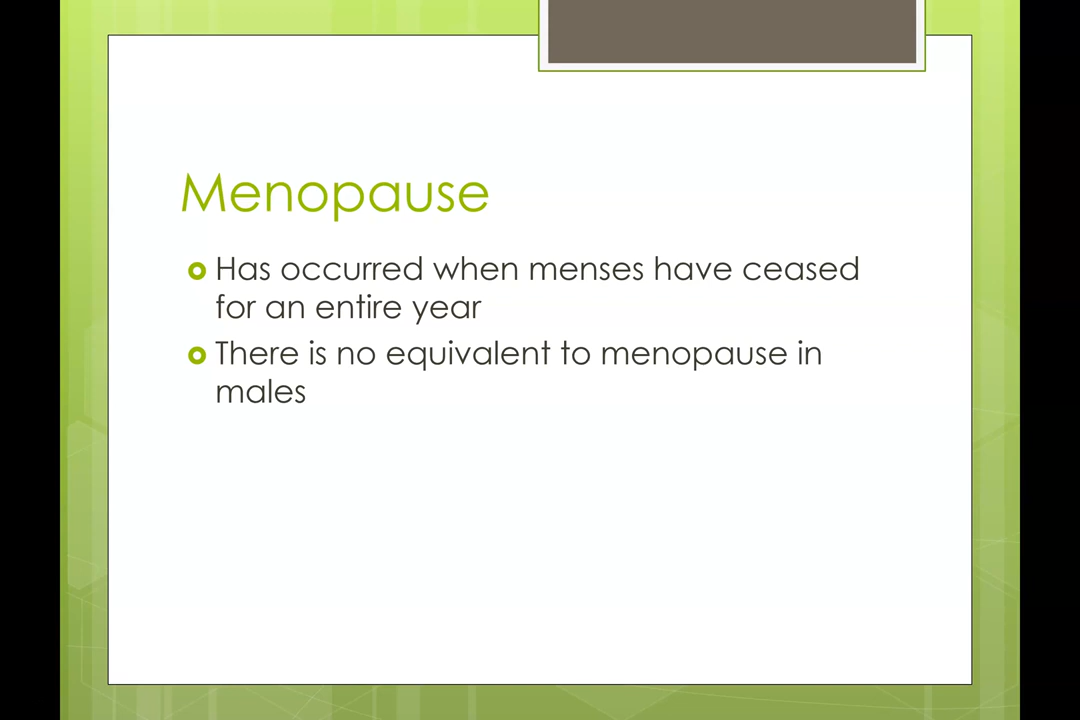 Menopause
Has occurred when menses have ceased
for an entire year
There is no equivalent to menopause in
males